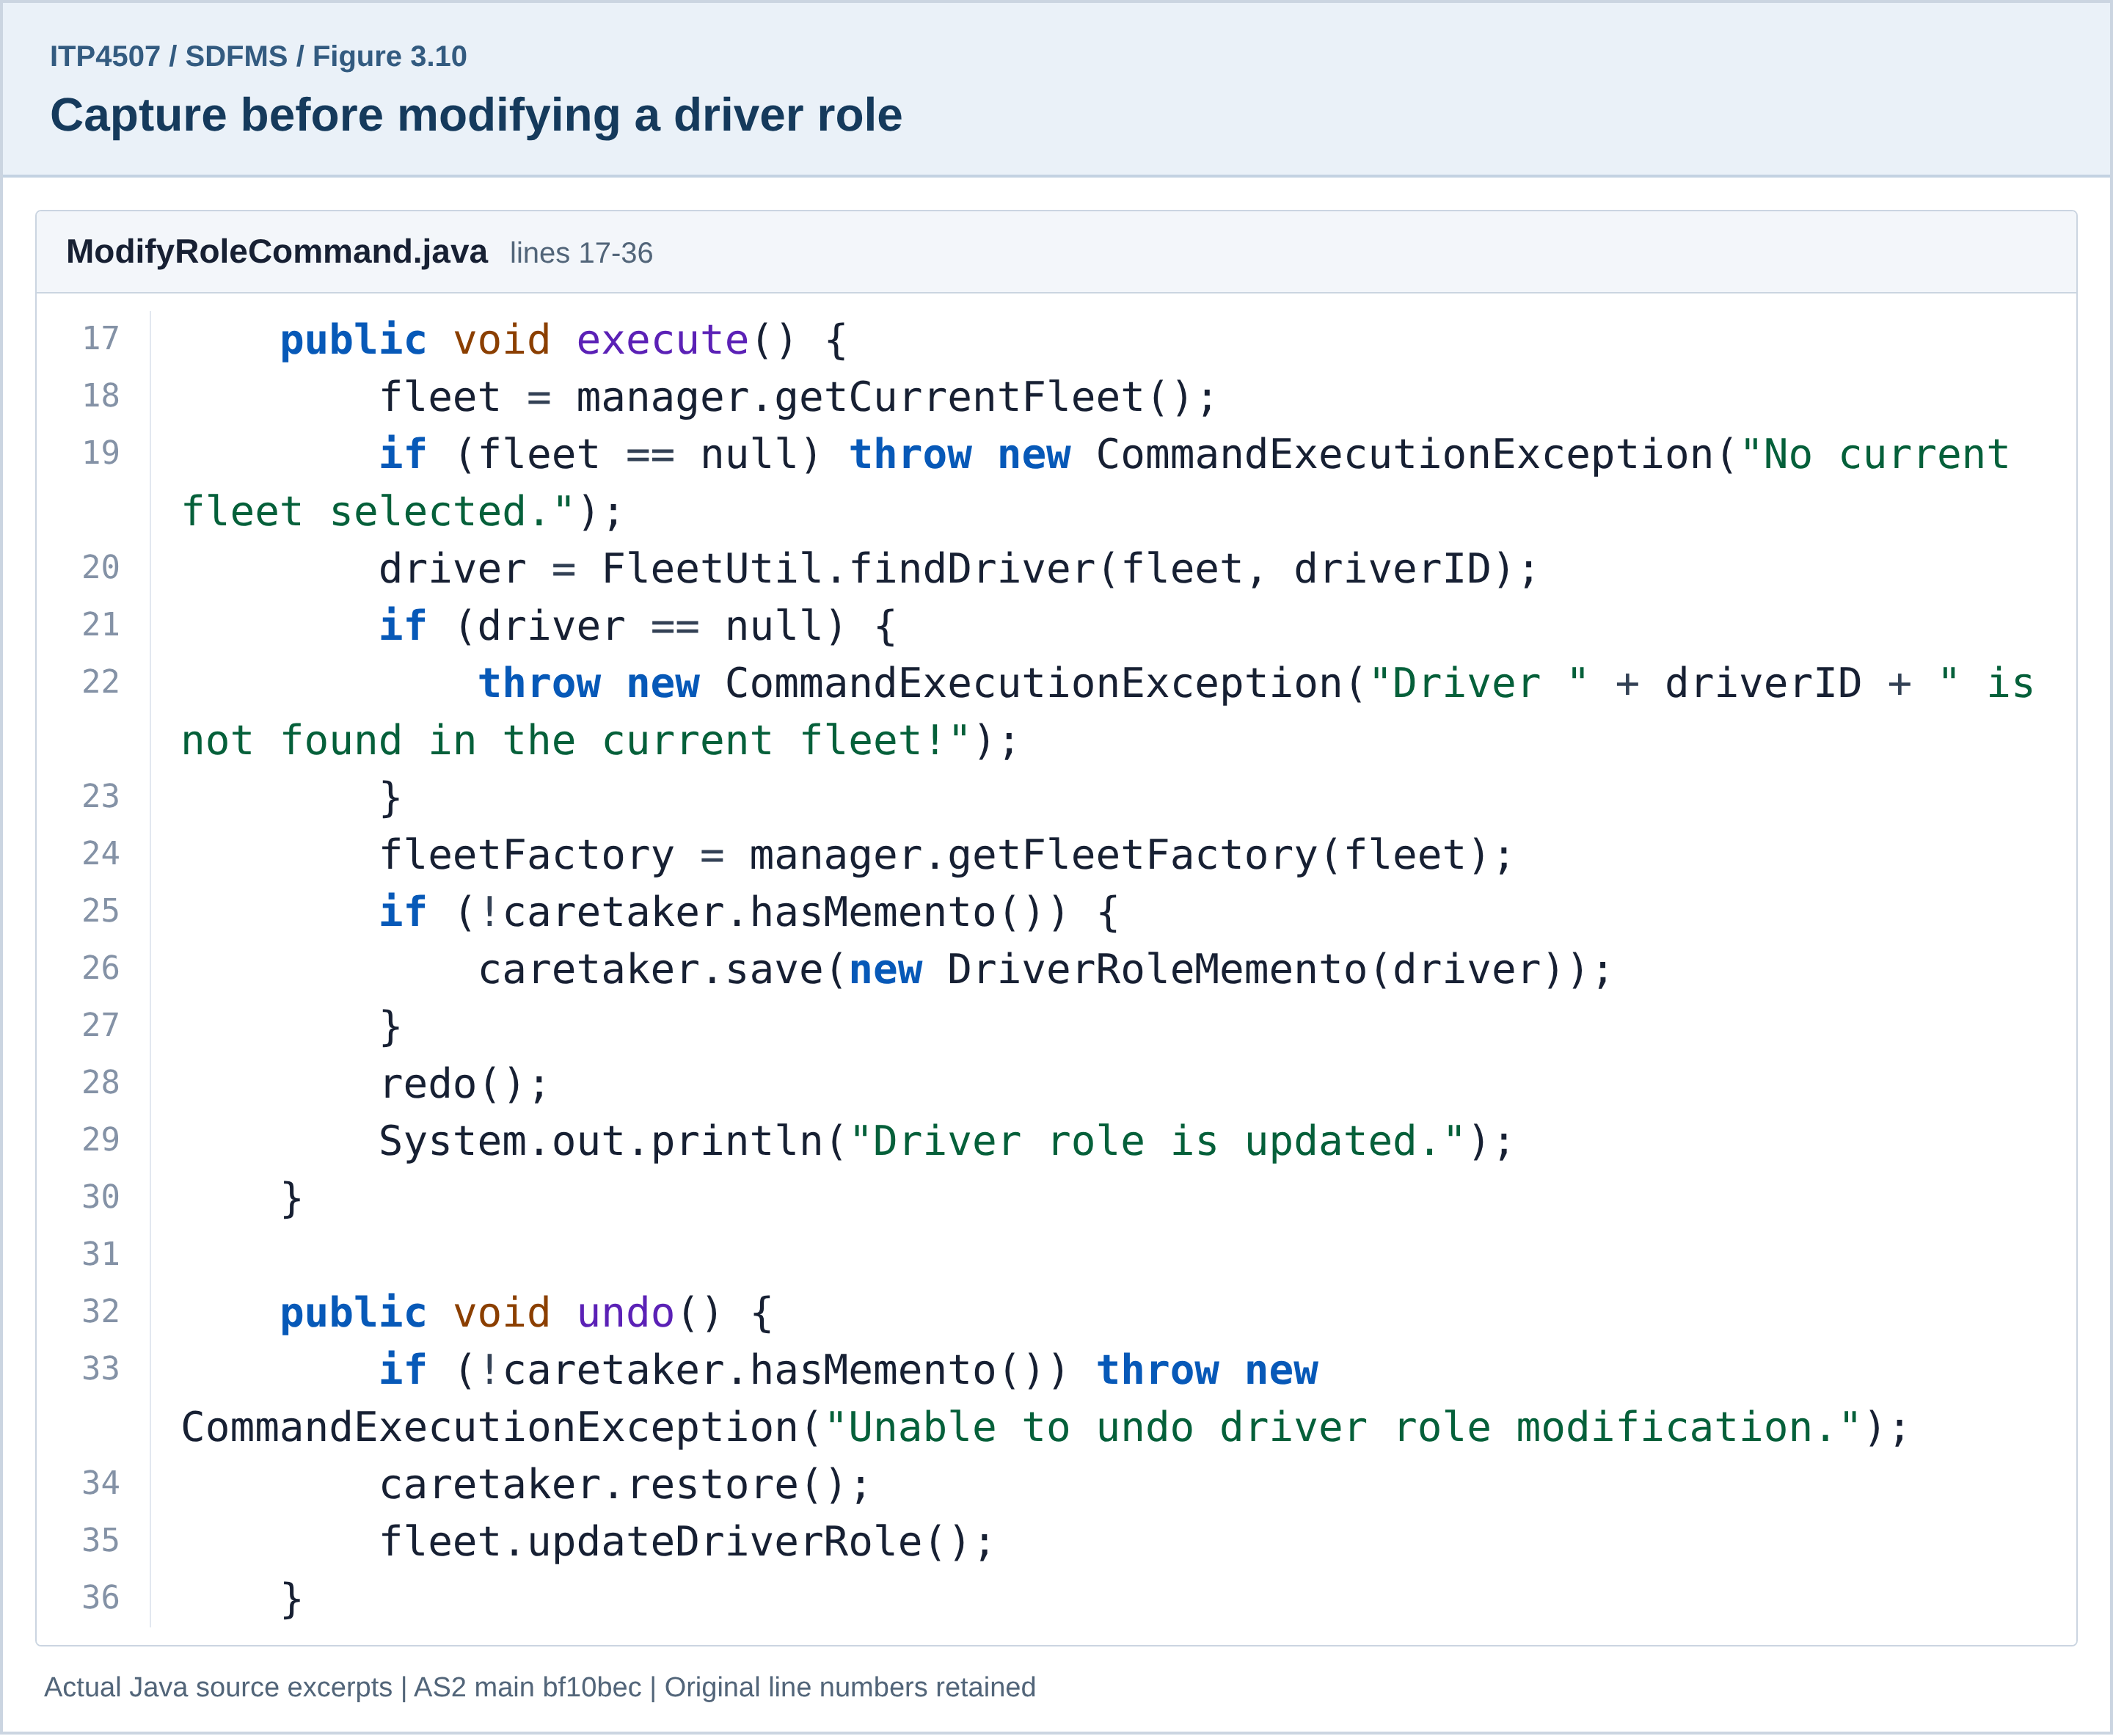 ITP4507 / SDFMS / Figure 3.10
Capture before modifying a driver role
ModifyRoleCommand.java lines 17-36
17     public void execute() {
18         fleet = manager.getCurrentFleet();
19         if (fleet == null) throw new CommandExecutionException("No current
fleet selected.");
20         driver = FleetUtil.findDriver(fleet, driverID);
21         if (driver == null) {
22             throw new CommandExecutionException("Driver " + driverID + " is
not found in the current fleet!");
23         }
24         fleetFactory = manager.getFleetFactory(fleet);
25         if (!caretaker.hasMemento()) {
26             caretaker.save(new DriverRoleMemento(driver));
27         }
28         redo();
29         System.out.println("Driver role is updated.");
30     }
31
32     public void undo() {
33         if (!caretaker.hasMemento()) throw new
CommandExecutionException("Unable to undo driver role modification.");
34         caretaker.restore();
35         fleet.updateDriverRole();
36     }
Actual Java source excerpts | AS2 main bf10bec | Original line numbers retained